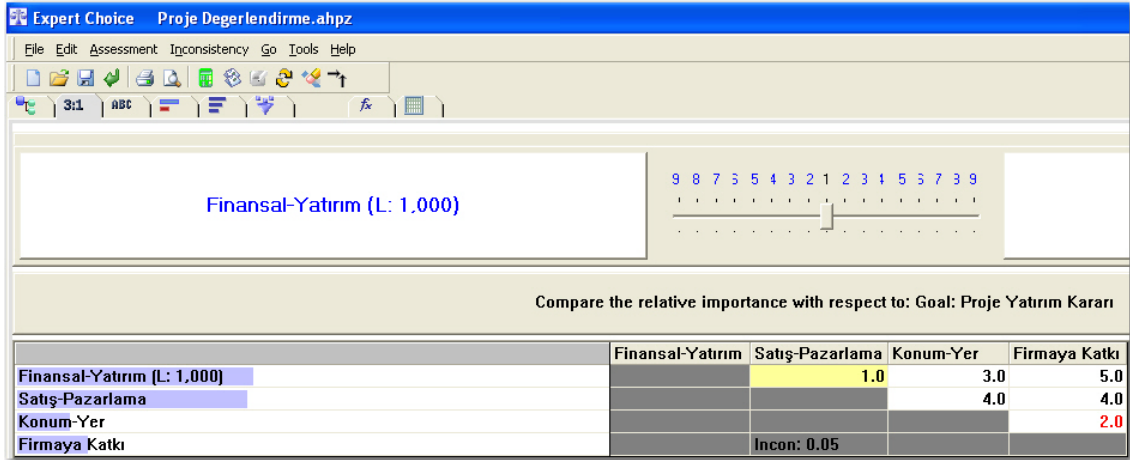 Expert Choice Proje Degerlendirme.ahpz
File Edit Assessment Inconsistency Go Tools Help
3:1 ABC fx
Finansal-Yatırım (L: 1,000)
9 8 7 6 5 4 3 2 1 2 3 4 5 6 7 8 9
Compare the relative importance with respect to: Goal: Proje Yatırım Kararı
Finansal-Yatırım Satış-Pazarlama Konum-Yer Firmaya Katkı
Finansal-Yatırım (L: 1,000) 1.0 3.0 5.0
Satış-Pazarlama 4.0 4.0
Konum-Yer 2.0
Firmaya Katkı Incon: 0.05